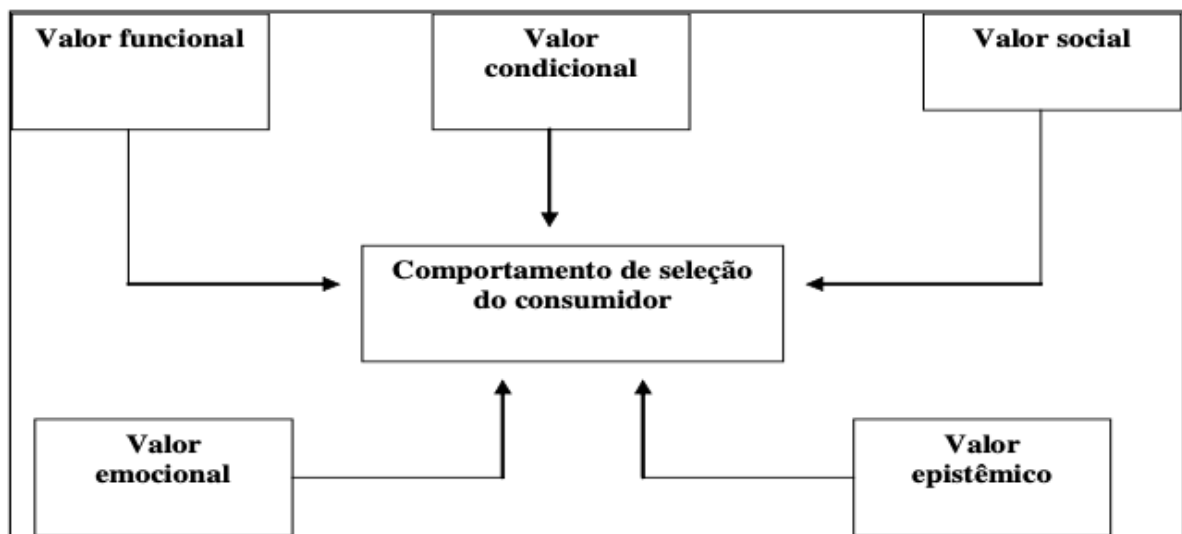 Valor funcional
Valor
condicional
Valor social
Comportamento de seleção
do consumidor
Valor
emocional
Valor
epistêmico